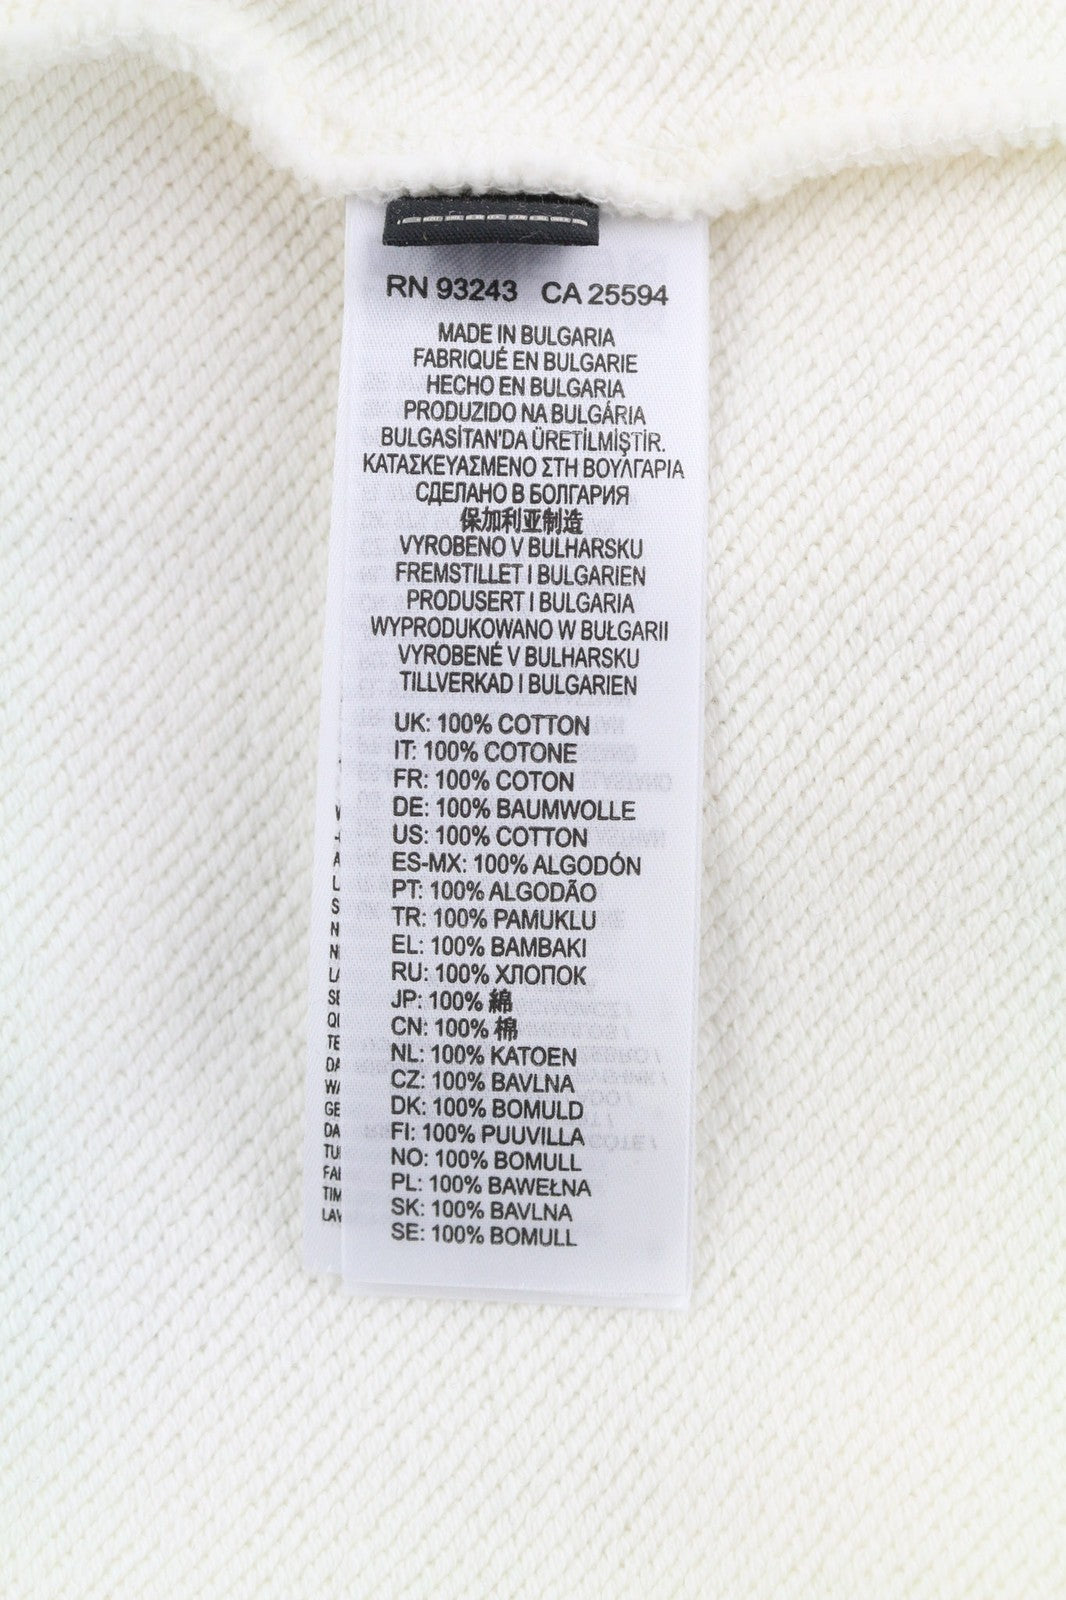 RN 93243 CA 25594
MADE IN BULGARIA
FABRIQUÉ EN BULGARIE
HECHO EN BULGARIA
PRODUZIDO NA BULGÁRIA
BULGASİTAN'DA ÜRETİLMİŞTİR.
ΚΑΤΑΣΚΕΥΑΣΜΕΝΟ ΣΤΗ ΒΟΥΛΓΑΡΙΑ
СДЕЛАНО В БОЛГАРИЯ
保加利亚制造
VYROBENO V BULHARSKU
FREMSTILLET I BULGARIEN
PRODUSERT I BULGARIA
WYPRODUKOWANO W BUŁGARII
VYROBENÉ V BULHARSKU
TILLVERKAD I BULGARIEN
UK: 100% COTTON
IT: 100% COTONE
FR: 100% COTON
DE: 100% BAUMWOLLE
US: 100% COTTON
ES-MX: 100% ALGODÓN
PT: 100% ALGODÃO
TR: 100% PAMUKLU
EL: 100% ΒΑΜΒΑΚΙ
RU: 100% ХЛОПОК
JP: 100% 綿
CN: 100% 棉
NL: 100% KATOEN
CZ: 100% BAVLNA
DK: 100% BOMULD
FI: 100% PUUVILLA
NO: 100% BOMULL
PL: 100% BAWEŁNA
SK: 100% BAVLNA
SE: 100% BOMULL